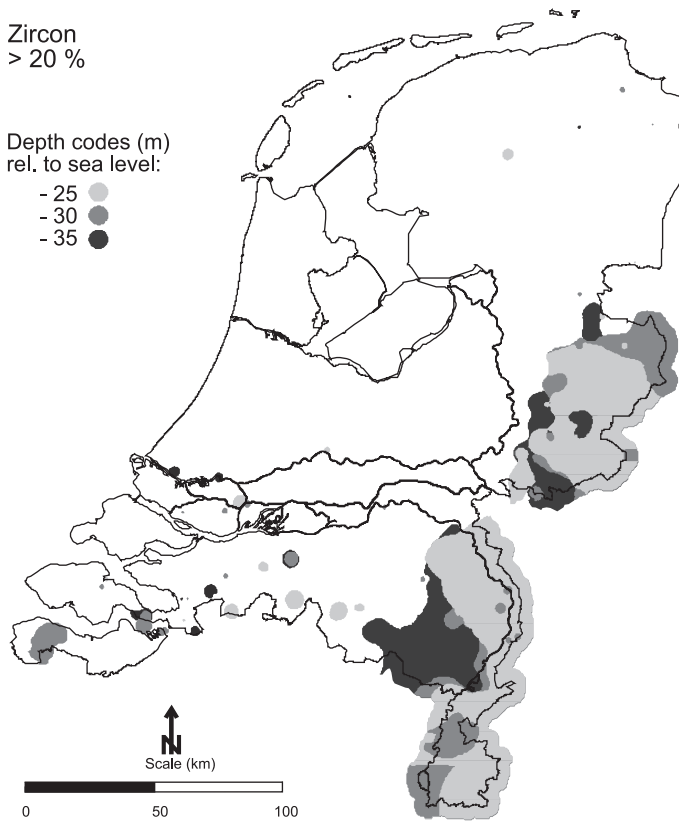 Zircon
> 20 %
Depth codes (m)
rel. to sea level:
- 25
- 30
- 35
N
Scale (km)
0 50 100